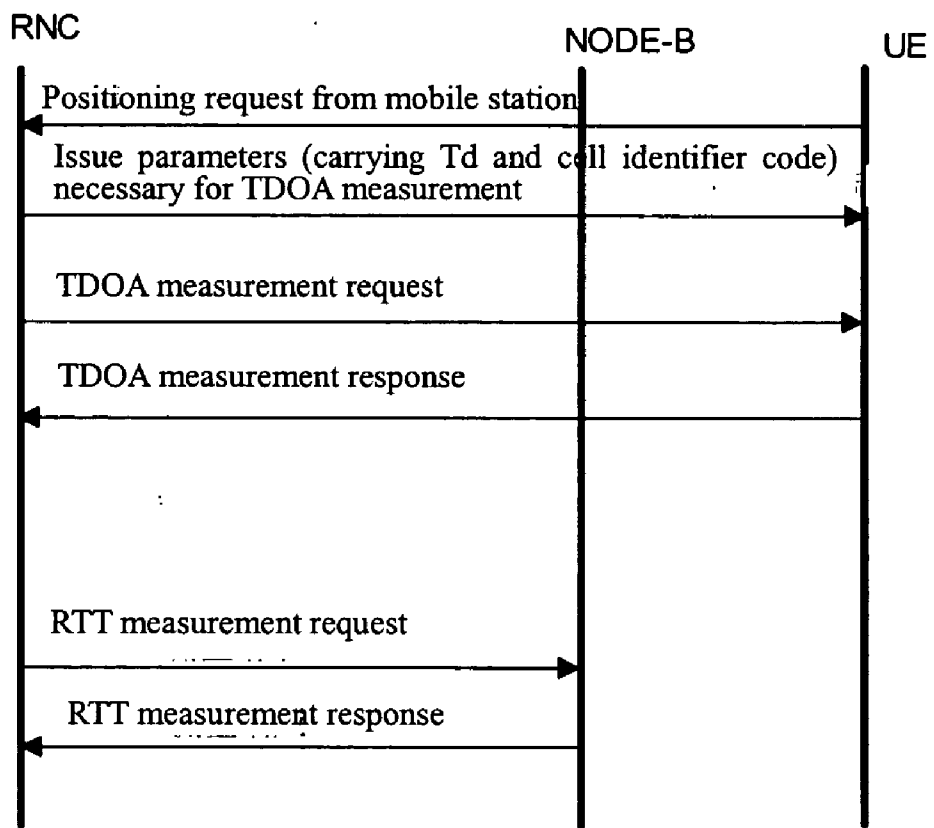 RNC
NODE-B
UE
Positioning request from mobile station
Issue parameters (carrying Td and cell identifier code)
necessary for TDOA measurement
TDOA measurement request
TDOA measurement response
RTT measurement request
RTT measurement response